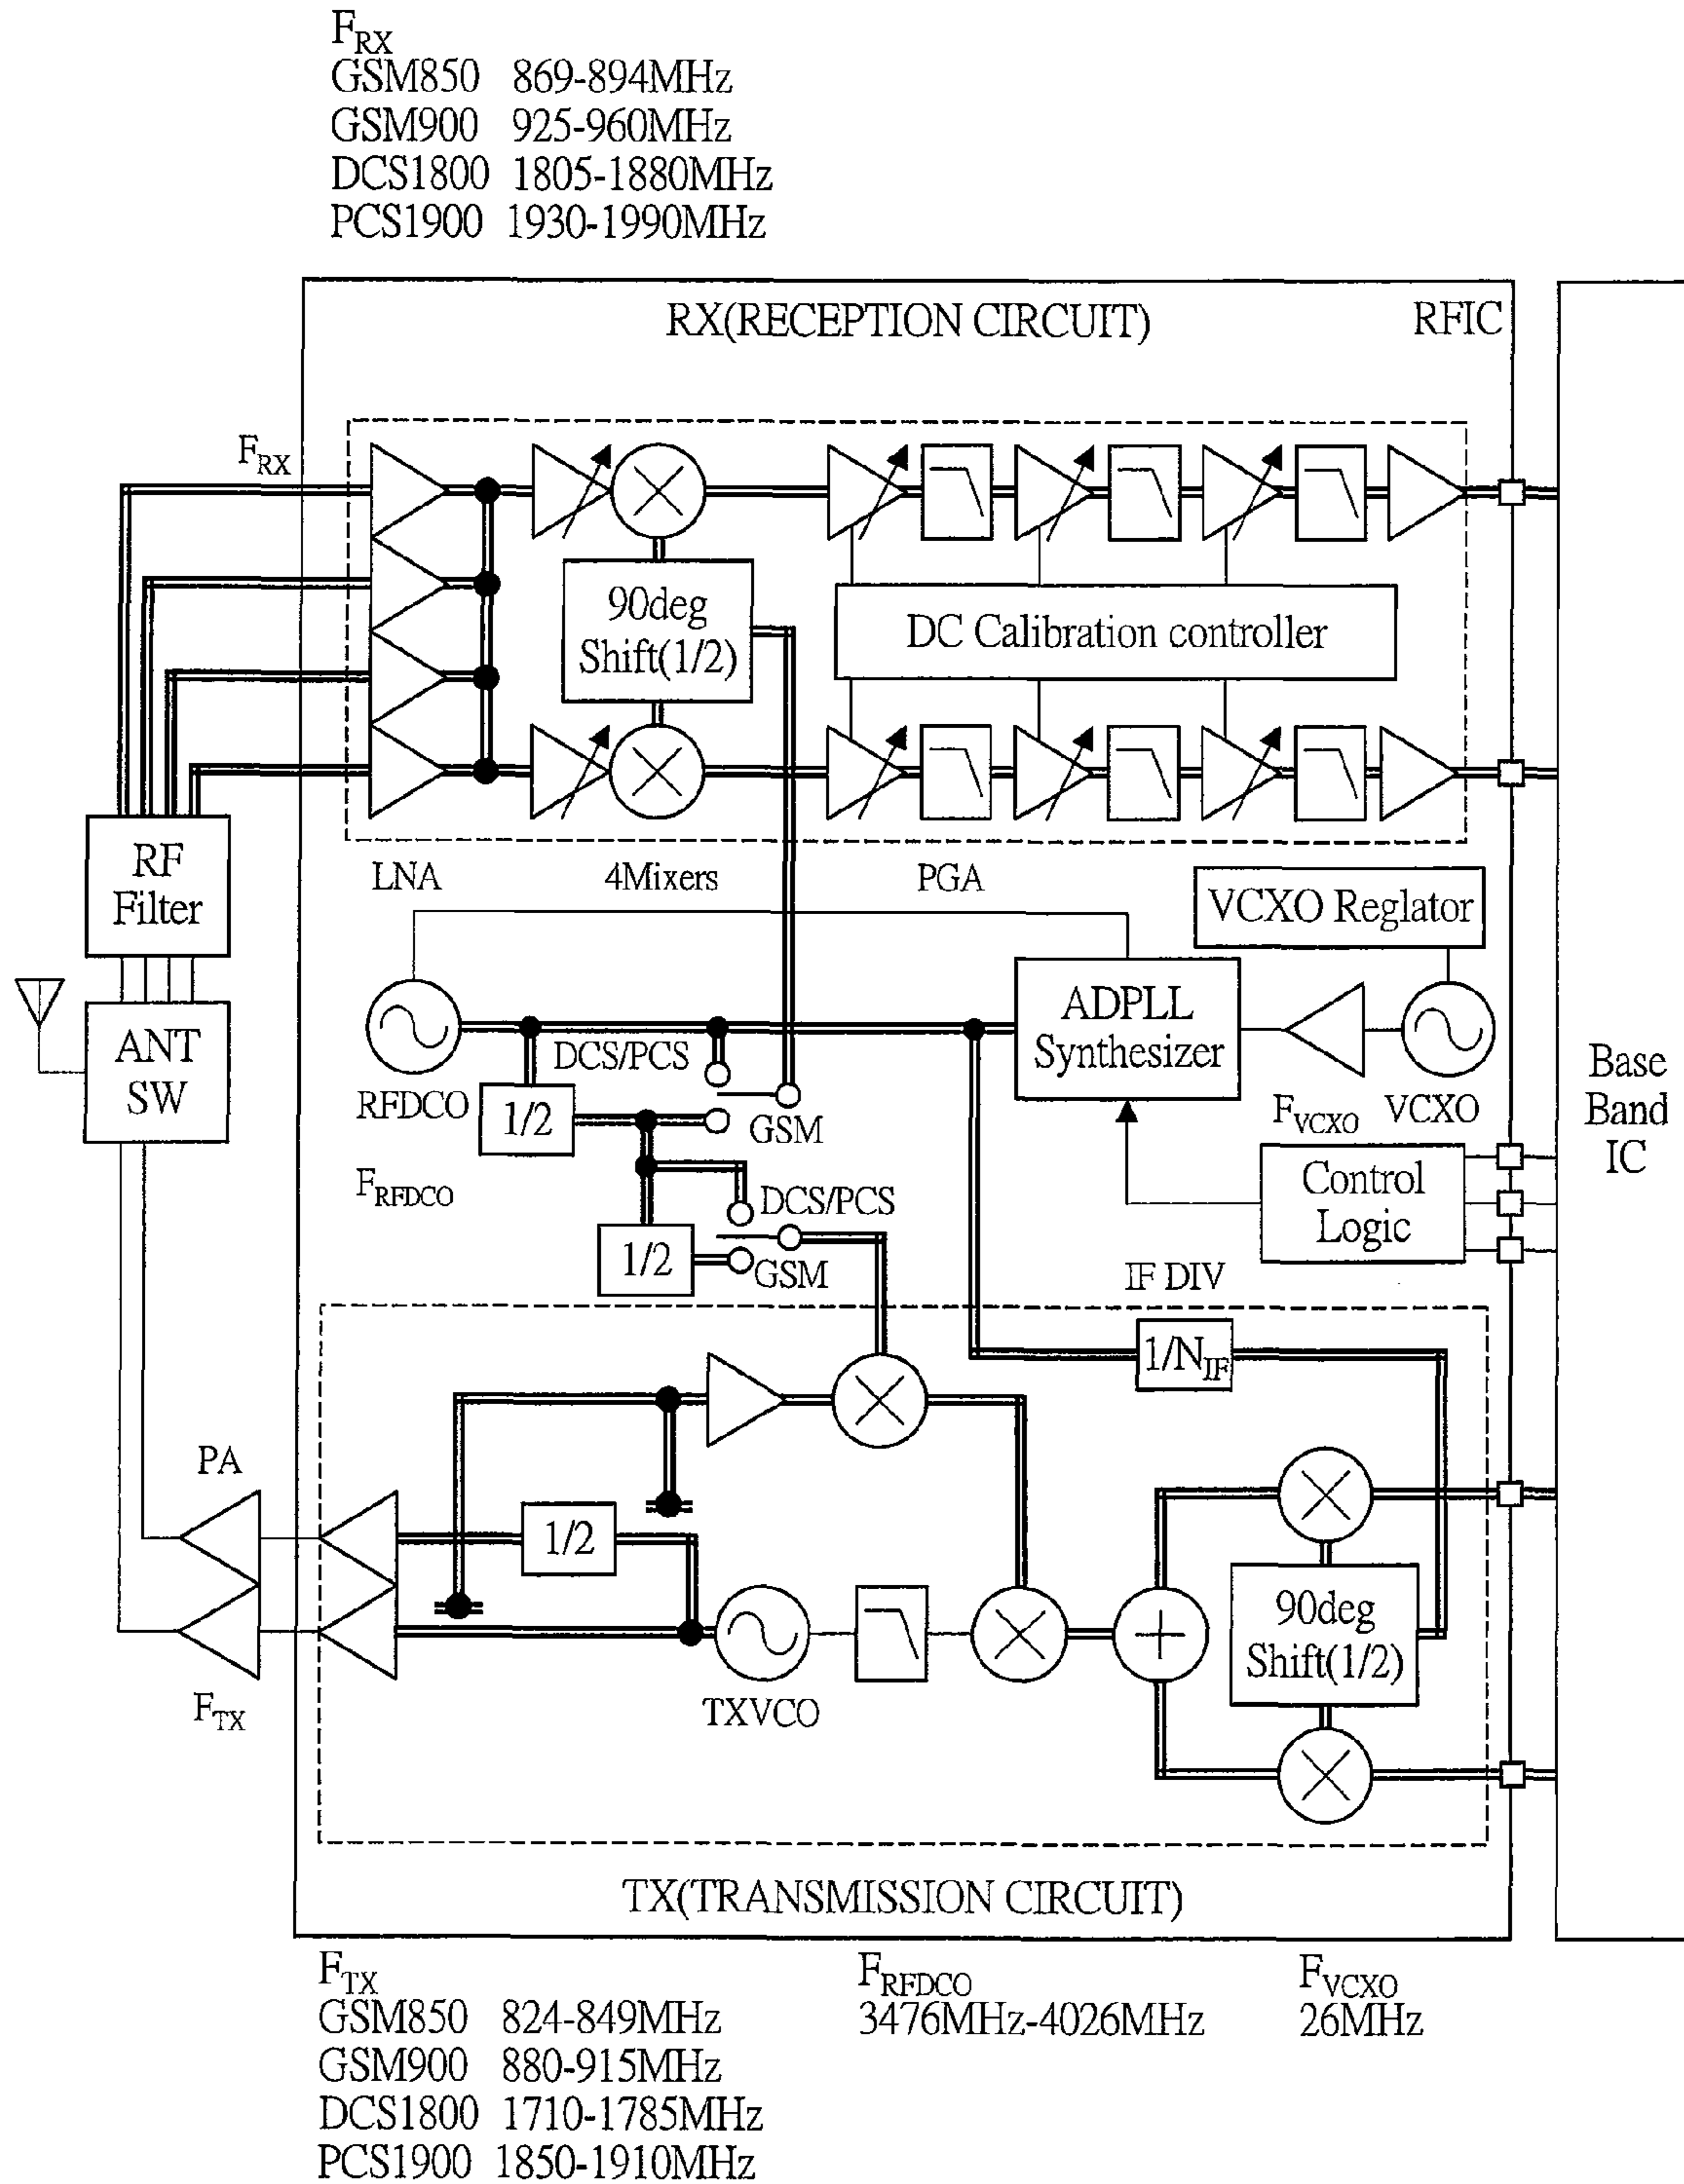 F_RX
GSM850 869-894MHz
GSM900 925-960MHz
DCS1800 1805-1880MHz
PCS1900 1930-1990MHz
RX(RECEPTION CIRCUIT)
RFIC
F_RX
90deg
Shift(1/2)
DC Calibration controller
RF
Filter
LNA
4Mixers
PGA
VCXO Reglator
ANT
SW
ADPLL
Synthesizer
Base
Band
IC
DCS/PCS
RFDCO
1/2
GSM
F_VCXO
VCXO
F_RFDCO
Control
Logic
DCS/PCS
1/2
GSM
IF DIV
1/N_IF
PA
1/2
90deg
Shift(1/2)
F_TX
TXVCO
TX(TRANSMISSION CIRCUIT)
F_TX
GSM850 824-849MHz
GSM900 880-915MHz
DCS1800 1710-1785MHz
PCS1900 1850-1910MHz
F_RFDCO
3476MHz-4026MHz
F_VCXO
26MHz